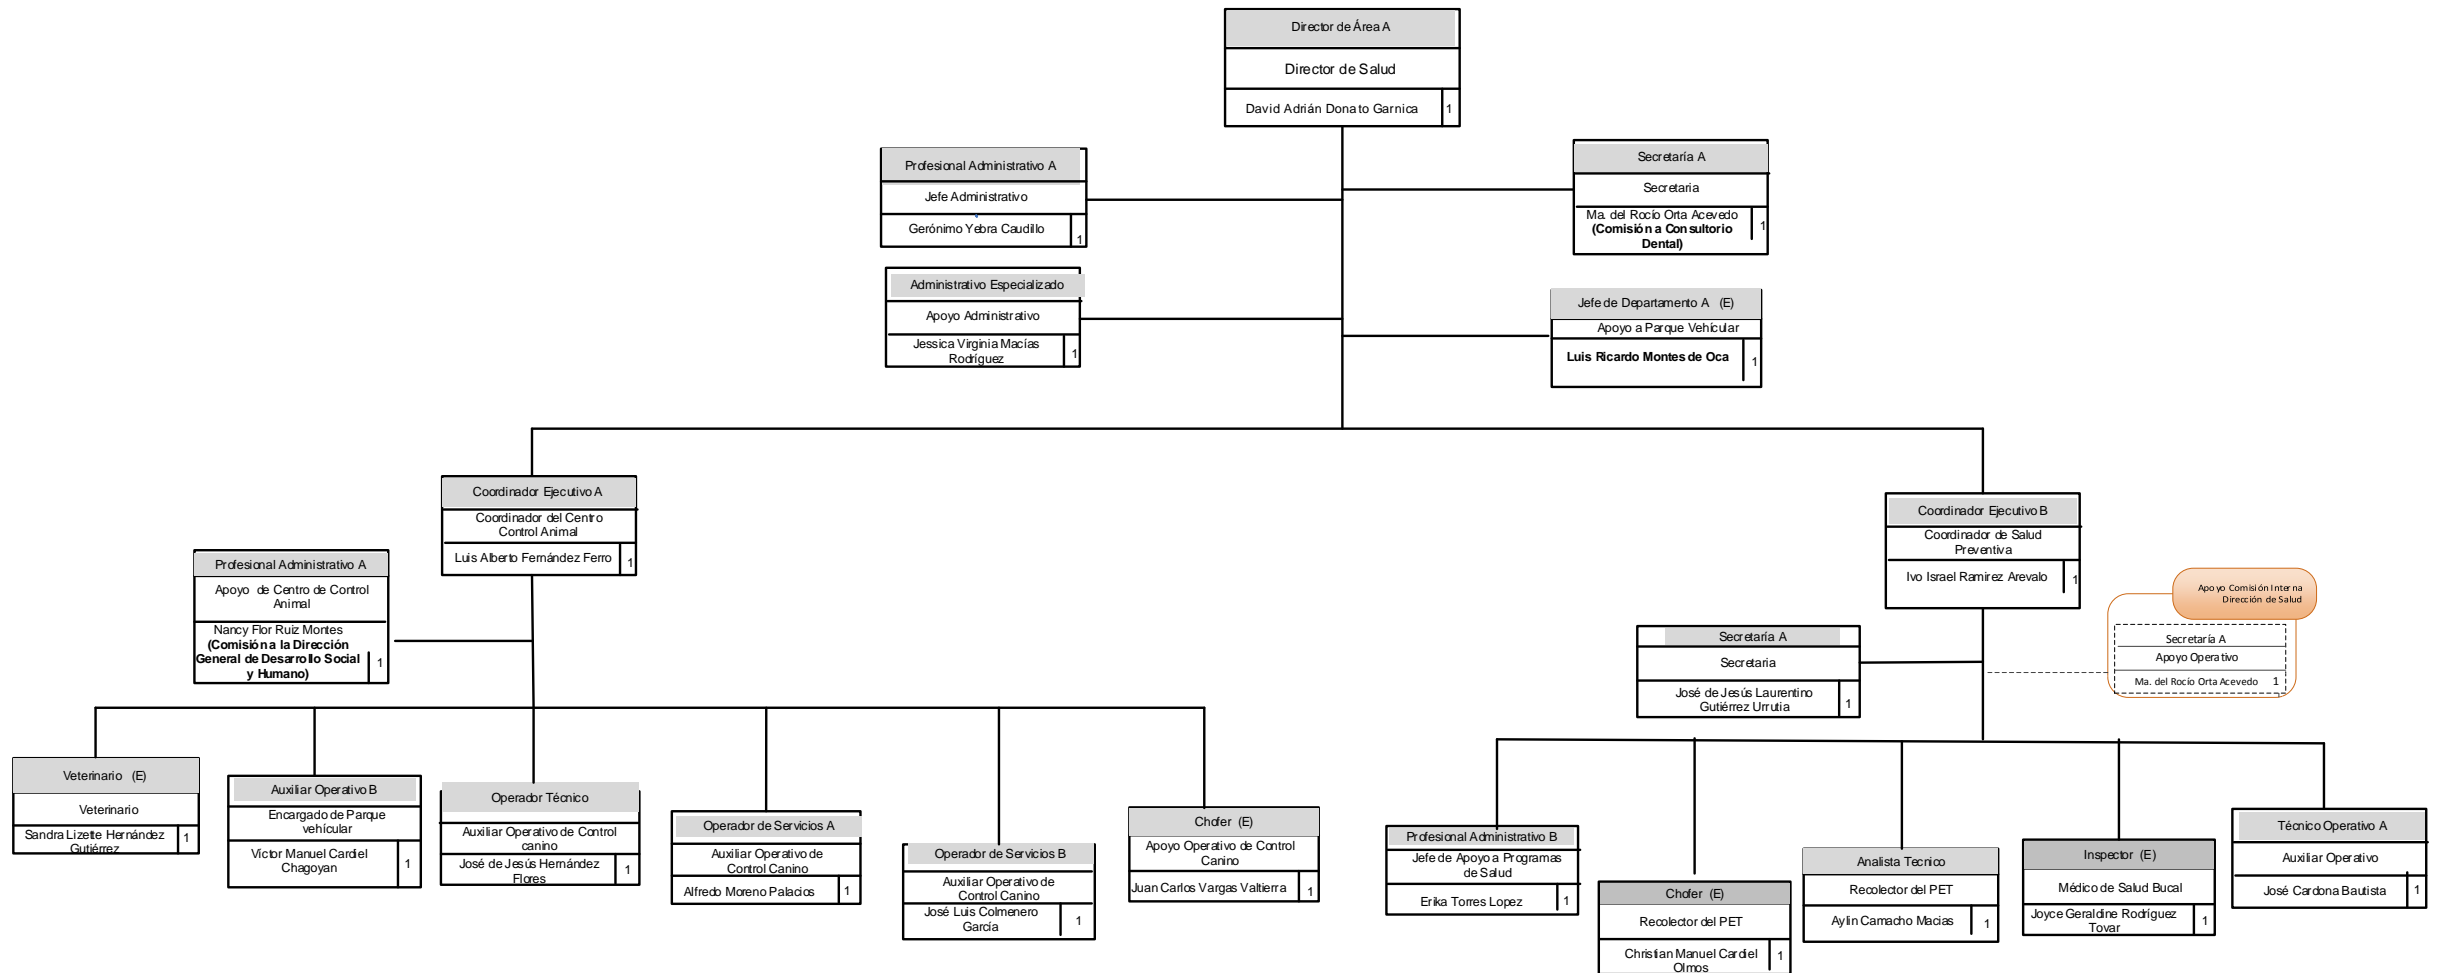 Director de Área A
Director de Salud
David Adrián Donato Garnica
1
Profesional Administrativo A
Jefe Administrativo
Gerónimo Yebra Caudillo
1
Secretaría A
Secretaria
Ma. del Rocío Orta Acevedo
(Comisión a Consultorio
Dental)
1
Administrativo Especializado
Apoyo Administrativo
Jessica Virginia Macías
Rodríguez
1
Jefe de Departamento A (E)
Apoyo a Parque Vehícular
Luis Ricardo Montes de Oca
1
Coordinador Ejecutivo A
Coordinador del Centro
Control Animal
Luis Alberto Fernández Ferro
1
Coordinador Ejecutivo B
Coordinador de Salud
Preventiva
Ivo Israel Ramirez Arevalo
1
Profesional Administrativo A
Apoyo de Centro de Control
Animal
Nancy Flor Ruiz Montes
(Comisión a la Dirección
General de Desarrollo Social
y Humano)
1
Apoyo Comisión Interna
Dirección de Salud
Secretaría A
Apoyo Operativo
Ma. del Rocío Orta Acevedo 1
Secretaría A
Secretaria
José de Jesús Laurentino
Gutiérrez Urrutia
1
Veterinario (E)
Veterinario
Sandra Lizette Hernández
Gutiérrez
1
Auxiliar Operativo B
Encargado de Parque
vehícular
Víctor Manuel Cardiel
Chagoyan
1
Operador Técnico
Auxiliar Operativo de Control
canino
José de Jesús Hernández
Flores
1
Operador de Servicios A
Auxiliar Operativo de
Control Canino
Alfredo Moreno Palacios
1
Operador de Servicios B
Auxiliar Operativo de
Control Canino
José Luis Colmenero
García
1
Chofer (E)
Apoyo Operativo de Control
Canino
Juan Carlos Vargas Valtierra
1
Profesional Administrativo B
Jefe de Apoyo a Programas
de Salud
Erika Torres Lopez
1
Chofer (E)
Recolector del PET
Christian Manuel Cardiel
Olmos
1
Analista Tecnico
Recolector del PET
Aylin Camacho Macias
1
Inspector (E)
Médico de Salud Bucal
Joyce Geraldine Rodríguez
Tovar
1
Técnico Operativo A
Auxiliar Operativo
José Cardona Bautista
1